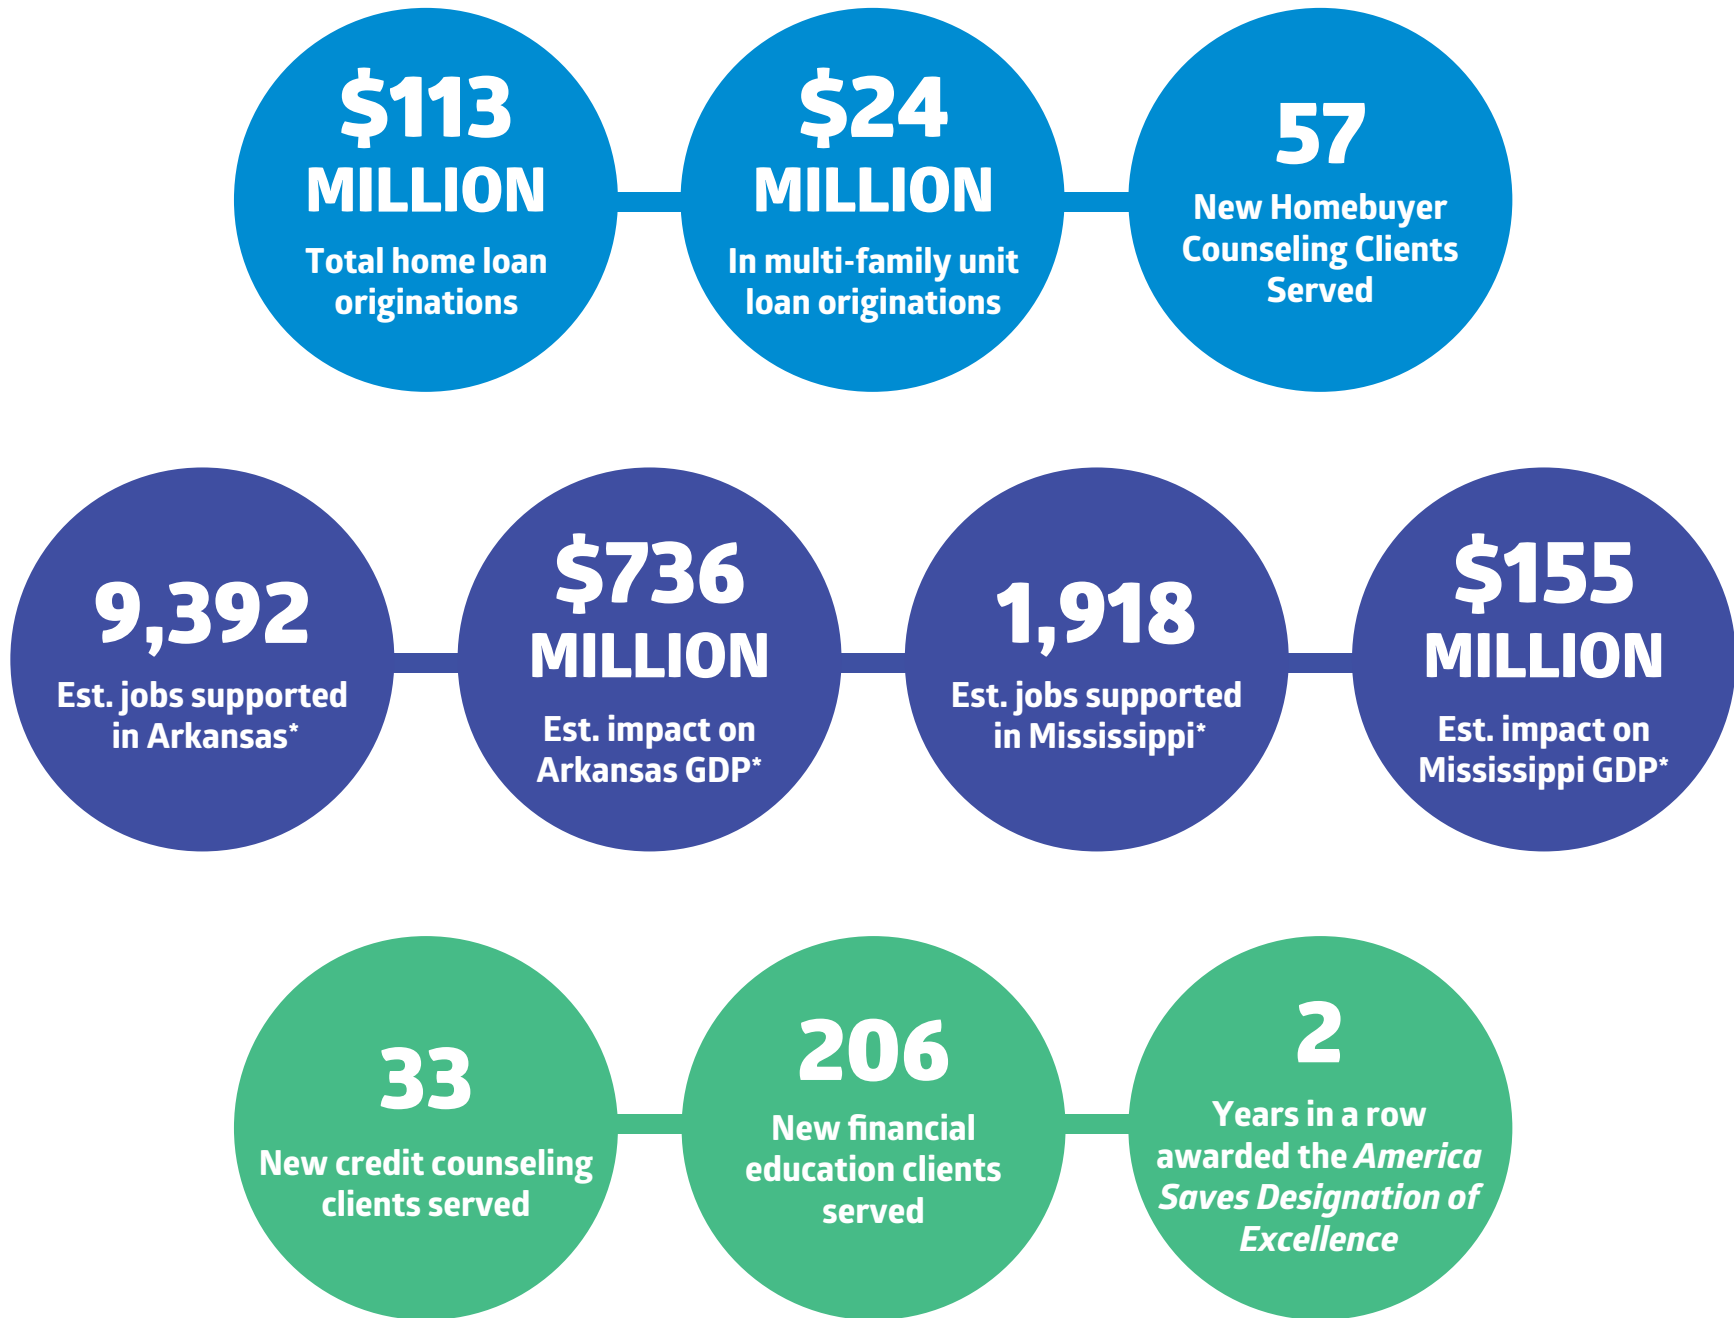 $113
MILLION
Total home loan
originations
$24
MILLION
In multi-family unit
loan originations
57
New Homebuyer
Counseling Clients
Served
9,392
Est. jobs supported
in Arkansas*
$736
MILLION
Est. impact on
Arkansas GDP*
1,918
Est. jobs supported
in Mississippi*
$155
MILLION
Est. impact on
Mississippi GDP*
33
New credit counseling
clients served
206
New financial
education clients
served
2
Years in a row
awarded the America
Saves Designation of
Excellence